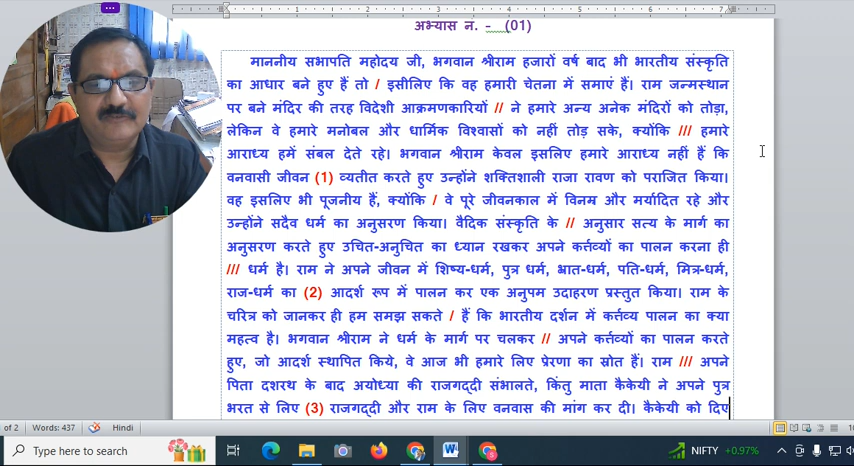 अभ्यास न. - (01)
माननीय सभापति महोदय जी, भगवान श्रीराम हजारों वर्ष बाद भी भारतीय संस्कृति
का आधार बने हुए हैं तो / इसीलिए कि वह हमारी चेतना में समाएं हैं। राम जन्मस्थान
पर बने मंदिर की तरह विदेशी आक्रमणकारियों // ने हमारे अन्य अनेक मंदिरों को तोड़ा,
लेकिन वे हमारे मनोबल और धार्मिक विश्वासों को नहीं तोड़ सके, क्योंकि /// हमारे
आराध्य हमें संबल देते रहे। भगवान श्रीराम केवल इसलिए हमारे आराध्य नहीं हैं कि
वनवासी जीवन (1) व्यतीत करते हुए उन्होंने शक्तिशाली राजा रावण को पराजित किया।
वह इसलिए भी पूजनीय हैं, क्योंकि / वे पूरे जीवनकाल में विनम्र और मर्यादित रहे और
उन्होंने सदैव धर्म का अनुसरण किया। वैदिक संस्कृति के // अनुसार सत्य के मार्ग का
अनुसरण करते हुए उचित-अनुचित का ध्यान रखकर अपने कर्त्तव्यों का पालन करना ही
/// धर्म है। राम ने अपने जीवन में शिष्य-धर्म, पुत्र धर्म, भ्रात-धर्म, पति-धर्म, मित्र-धर्म,
राज-धर्म का (2) आदर्श रूप में पालन कर एक अनुपम उदाहरण प्रस्तुत किया। राम के
चरित्र को जानकर ही हम समझ सकते / हैं कि भारतीय दर्शन में कर्त्तव्य पालन का क्या
महत्व है। भगवान श्रीराम ने धर्म के मार्ग पर चलकर // अपने कर्त्तव्यों का पालन करते
हुए, जो आदर्श स्थापित किये, वे आज भी हमारे लिए प्रेरणा का स्रोत हैं। राम /// अपने
पिता दशरथ के बाद अयोध्या की राजगद्दी संभालते, किंतु माता कैकेयी ने अपने पुत्र
भरत से लिए (3) राजगद्दी और राम के लिए वनवास की मांग कर दी। कैकेयी को दिए
of 2 Words: 437 Hindi
Type here to search NIFTY +0.97%